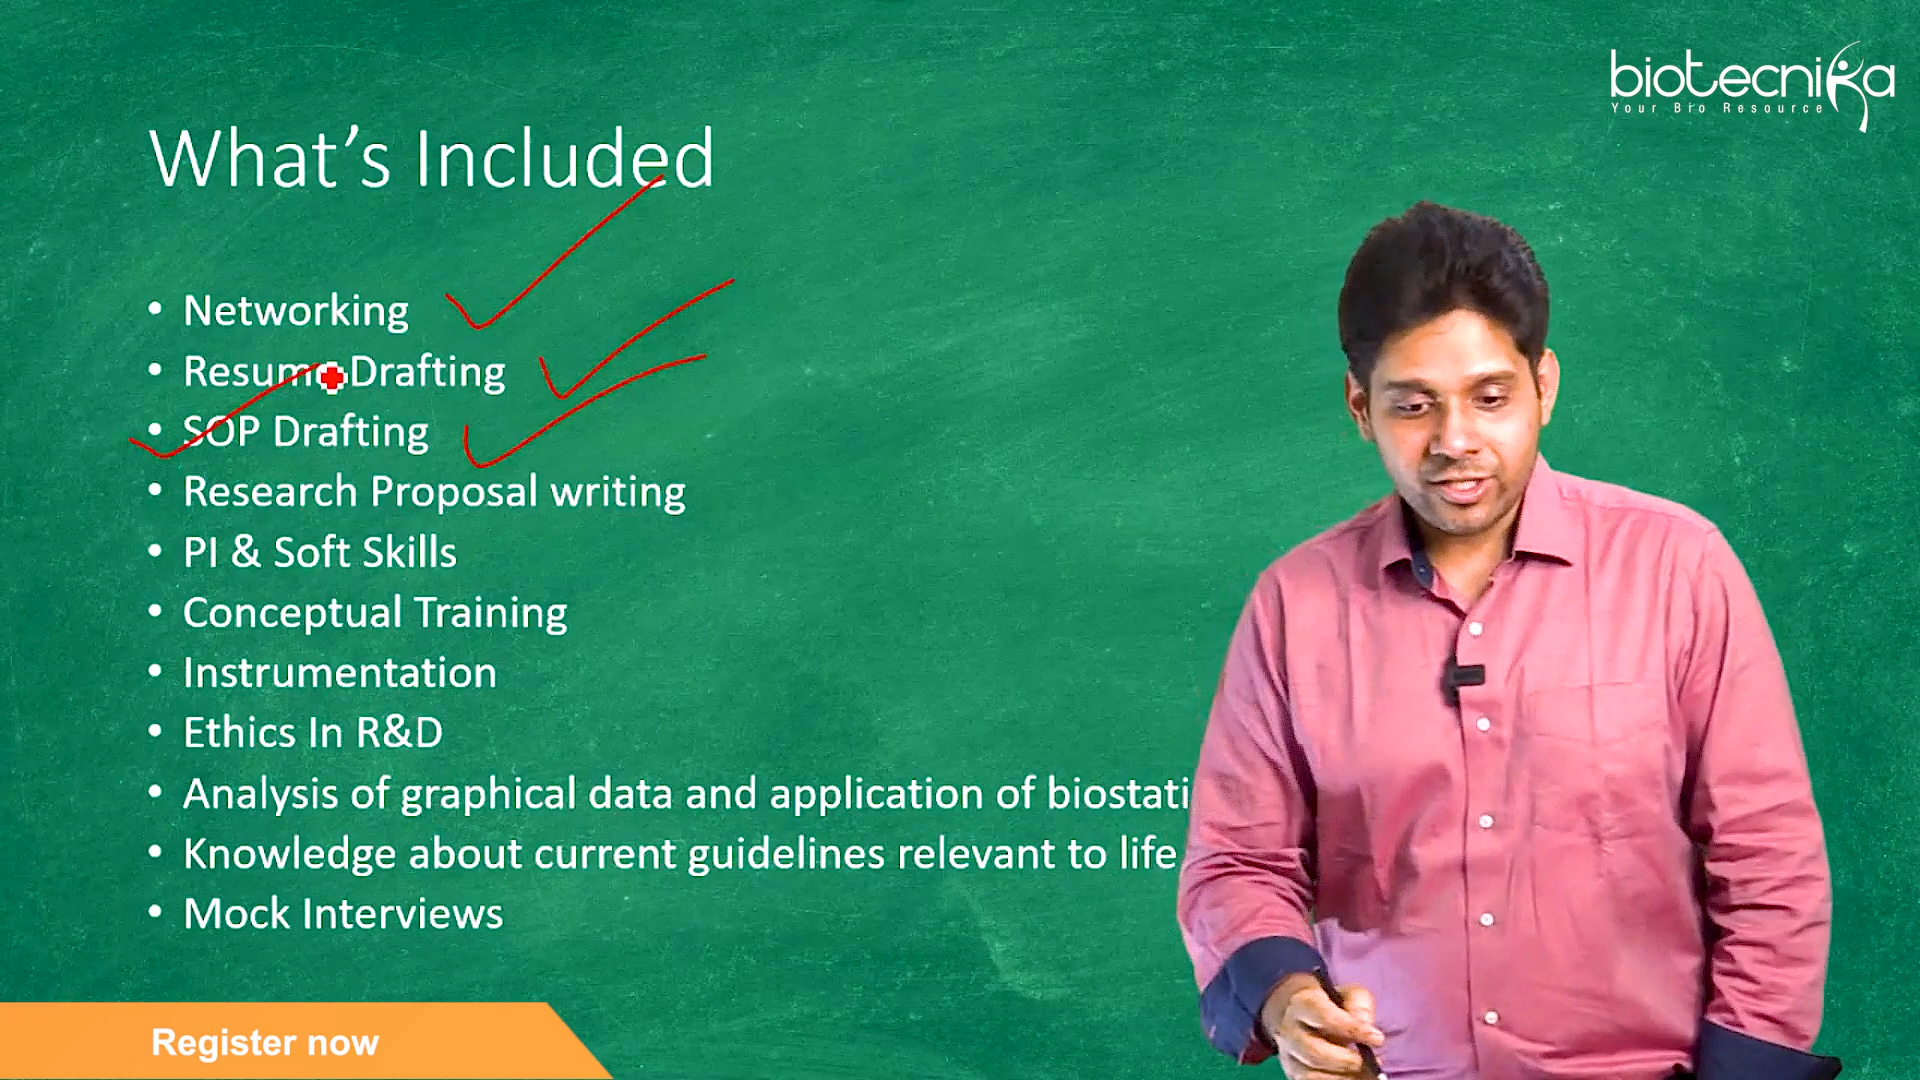 biotecnika
Your Bio Resource
What's Included
• Networking
• Resume Drafting
• SOP Drafting
• Research Proposal writing
• PI & Soft Skills
• Conceptual Training
• Instrumentation
• Ethics In R&D
• Analysis of graphical data and application of
• Knowledge about current guidelines relevant to life
• Mock Interviews
Register now